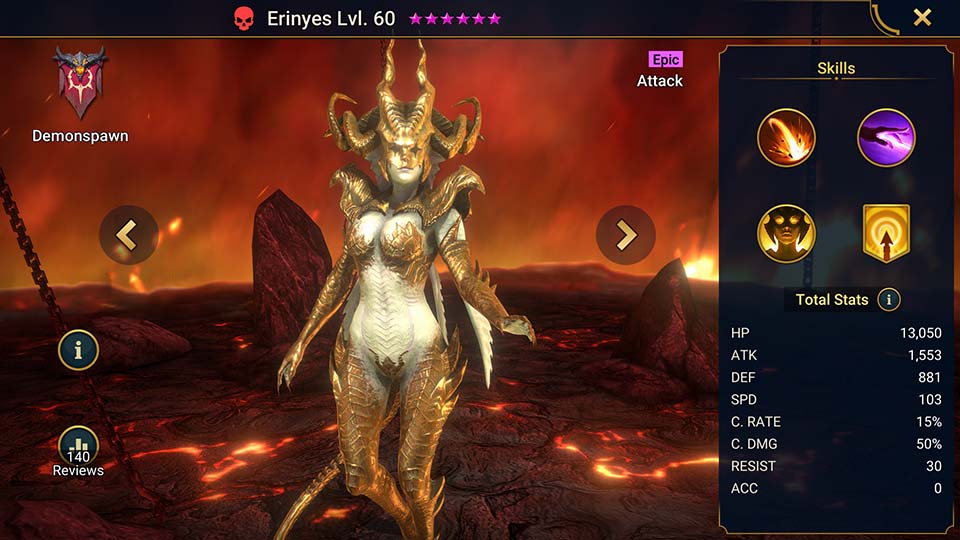 Erinyes Lvl. 60
Demonspawn
Epic
Attack
Skills
Total Stats
i
HP 13,050
ATK 1,553
DEF 881
SPD 103
C. RATE 15%
C. DMG 50%
RESIST 30
ACC 0
i
140
Reviews